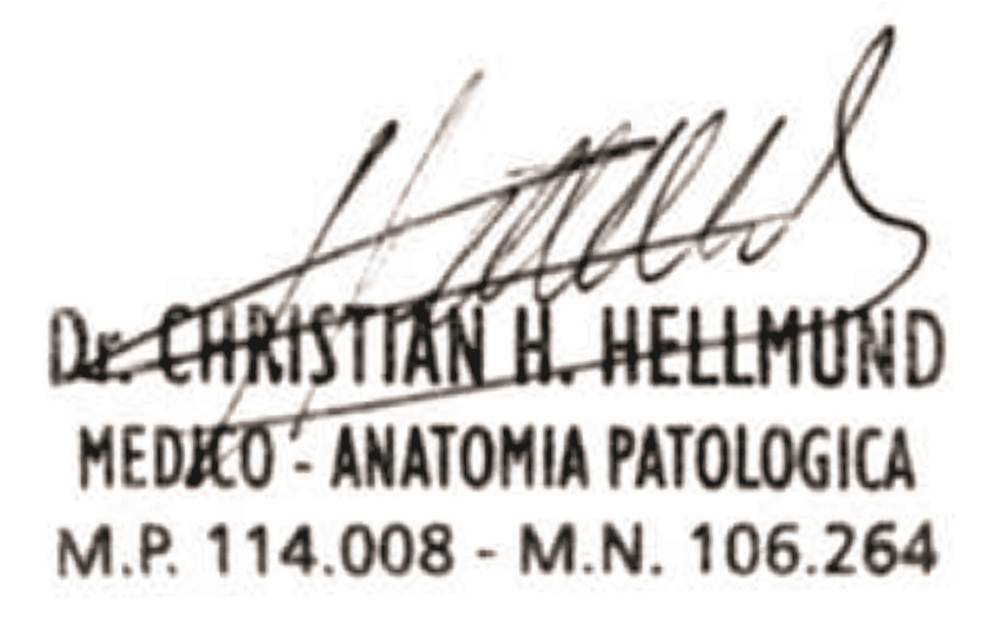 Dr. CHRISTIAN H. HELLMUND
MEDICO - ANATOMIA PATOLOGICA
M.P. 114.008 - M.N. 106.264